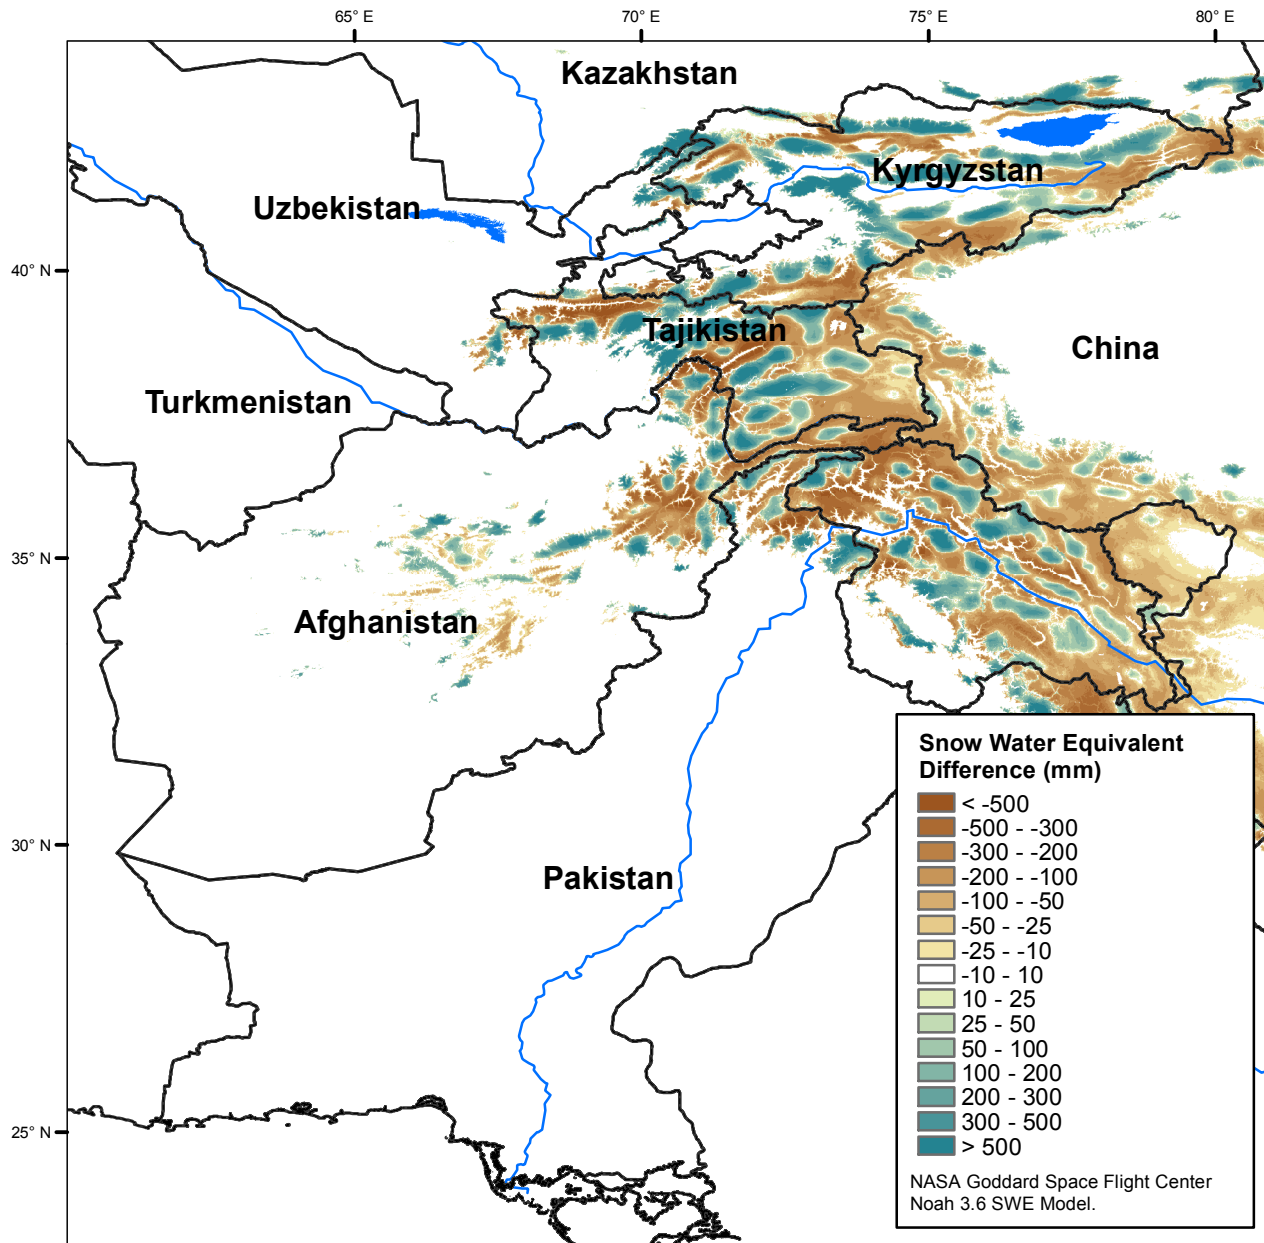 65° E
70° E
75° E
80° E
Kazakhstan
Kyrgyzstan
Uzbekistan
40° N
Tajikistan
China
Turkmenistan
35° N
Afghanistan
30° N
Pakistan
25° N
Snow Water Equivalent
Difference (mm)
< -500
-500 - -300
-300 - -200
-200 - -100
-100 - -50
-50 - -25
-25 - -10
-10 - 10
10 - 25
25 - 50
50 - 100
100 - 200
200 - 300
300 - 500
> 500
NASA Goddard Space Flight Center
Noah 3.6 SWE Model.